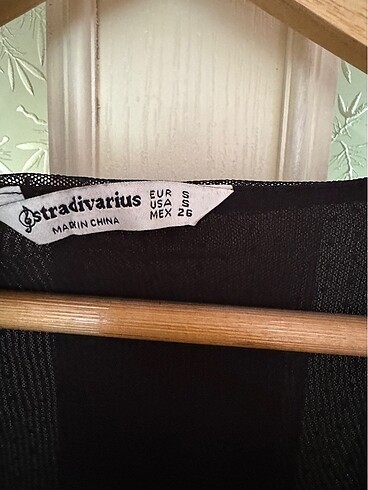 stradivarius
MADE IN CHINA
EUR S
USA S
MEX 26